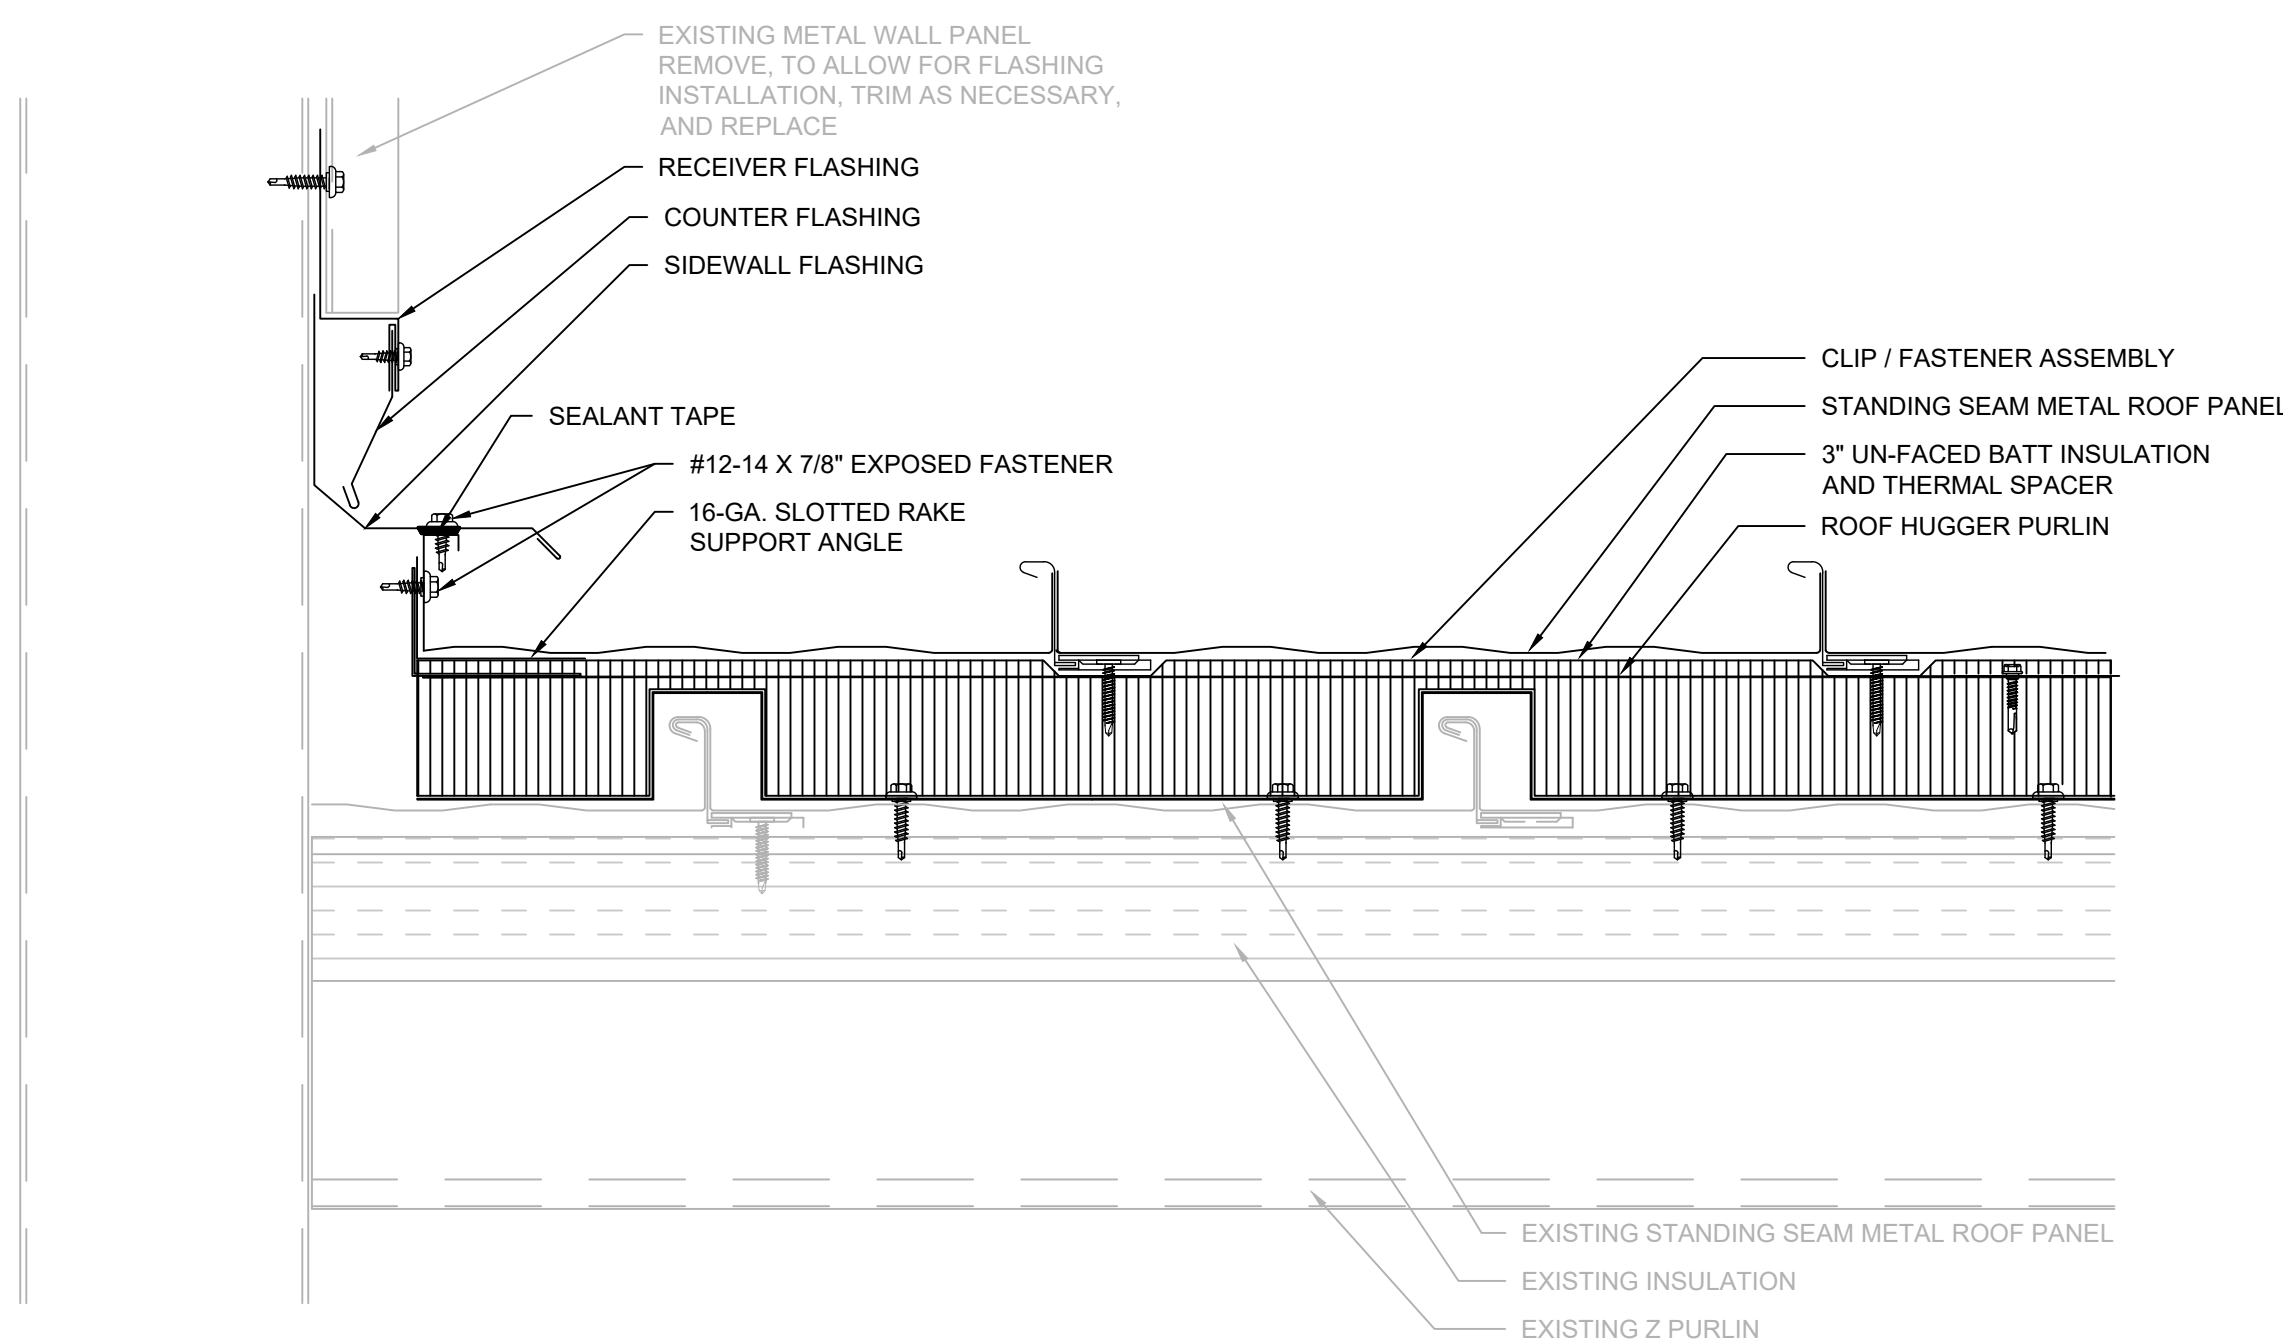 EXISTING METAL WALL PANEL
REMOVE, TO ALLOW FOR FLASHING
INSTALLATION, TRIM AS NECESSARY,
AND REPLACE
RECEIVER FLASHING
COUNTER FLASHING
SIDEWALL FLASHING
SEALANT TAPE
#12-14 X 7/8" EXPOSED FASTENER
16-GA. SLOTTED RAKE
SUPPORT ANGLE
CLIP / FASTENER ASSEMBLY
STANDING SEAM METAL ROOF PANEL
3" UN-FACED BATT INSULATION
AND THERMAL SPACER
ROOF HUGGER PURLIN
EXISTING STANDING SEAM METAL ROOF PANEL
EXISTING INSULATION
EXISTING Z PURLIN